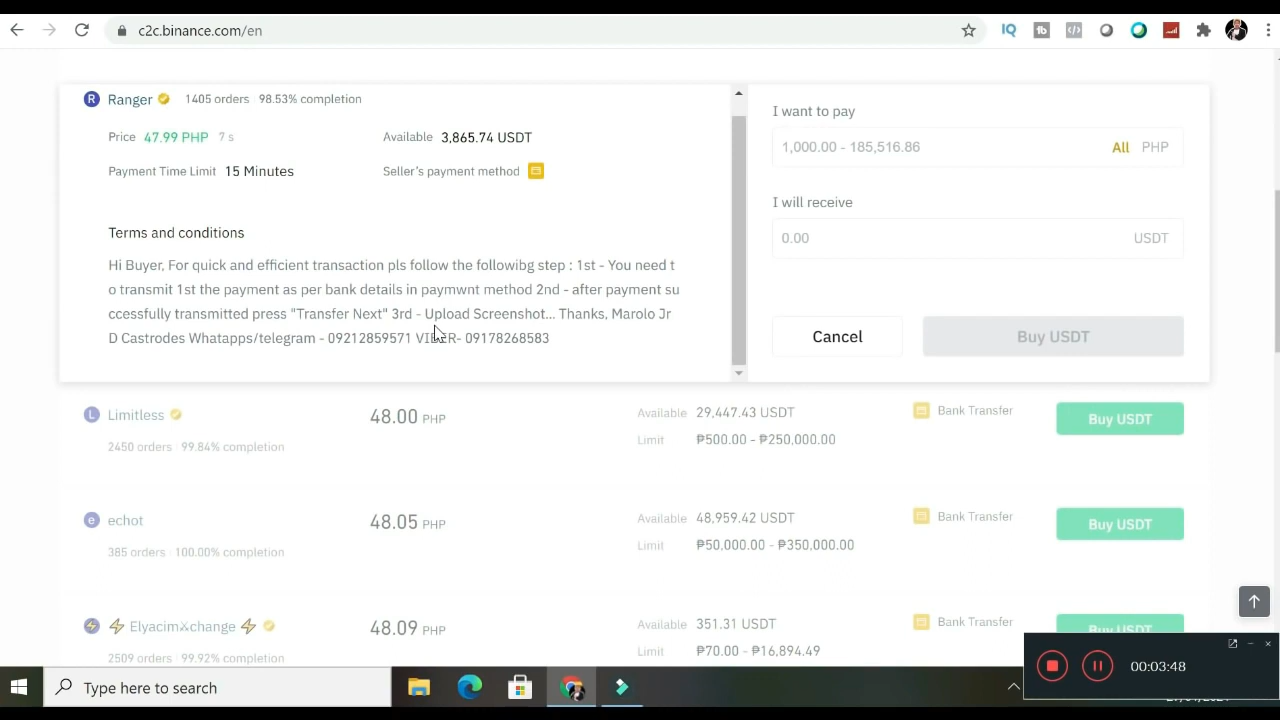 c2c.binance.com/en
IQ
R Ranger 1405 orders · 98.53% completion
Price 47.99 PHP 7 s
Available 3,865.74 USDT
Payment Time Limit 15 Minutes
Seller's payment method
Terms and conditions
Hi Buyer, For quick and efficient transaction pls follow the followibg step : 1st - You need t
o transmit 1st the payment as per bank details in paymwnt method 2nd - after payment su
ccessfully transmitted press "Transfer Next" 3rd - Upload Screenshot... Thanks, Marolo Jr
D Castrodes Whatapps/telegram - 09212859571 VIBER- 09178268583
I want to pay
1,000.00 - 185,516.86 All PHP
I will receive
0.00 USDT
Cancel
Buy USDT
L Limitless
2450 orders · 99.84% completion
48.00 PHP
Available 29,447.43 USDT
Limit ₱500.00 - ₱250,000.00
Bank Transfer
Buy USDT
e echot
385 orders · 100.00% completion
48.05 PHP
Available 48,959.42 USDT
Limit ₱50,000.00 - ₱350,000.00
Bank Transfer
Buy USDT
⚡ Elyacim⚔change ⚡
2509 orders · 99.92% completion
48.09 PHP
Available 351.31 USDT
Limit ₱70.00 - ₱16,894.49
Bank Transfer
Buy USDT
00:03:48
Type here to search